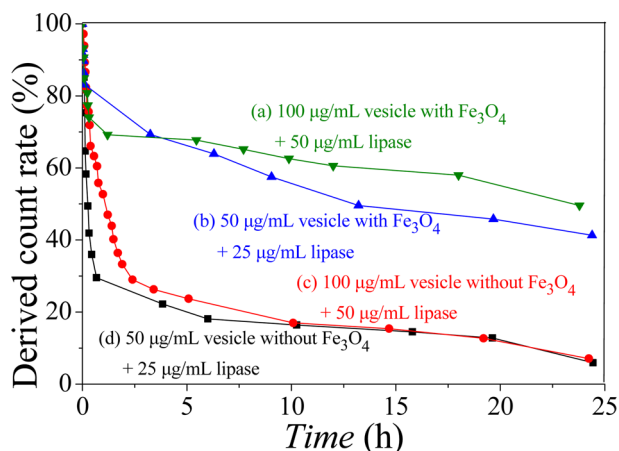 100
80
60
40
20
0
Derived count rate (%)
(a) 100 μg/mL vesicle with Fe3O4
+ 50 μg/mL lipase
(b) 50 μg/mL vesicle with Fe3O4
+ 25 μg/mL lipase
(c) 100 μg/mL vesicle without Fe3O4
+ 50 μg/mL lipase
(d) 50 μg/mL vesicle without Fe3O4
+ 25 μg/mL lipase
0 5 10 15 20 25
Time (h)